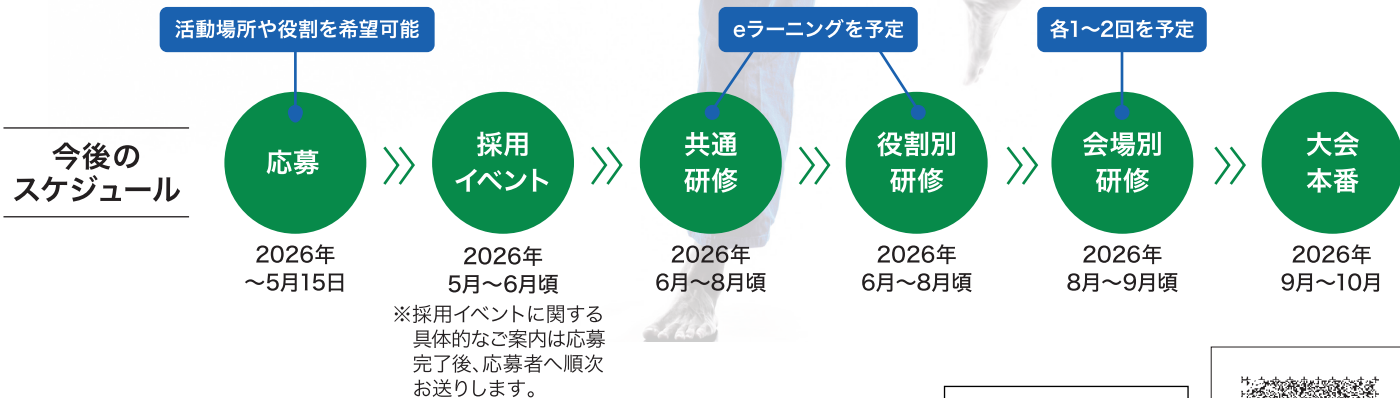 活動場所や役割を希望可能
eラーニングを予定
各1〜2回を予定
今後の
スケジュール
応募
採用
イベント
共通
研修
役割別
研修
会場別
研修
大会
本番
2026年
〜5月15日
2026年
5月〜6月頃
2026年
6月〜8月頃
2026年
6月〜8月頃
2026年
8月〜9月頃
2026年
9月〜10月
※採用イベントに関する
具体的なご案内は応募
完了後、応募者へ順次
お送りします。